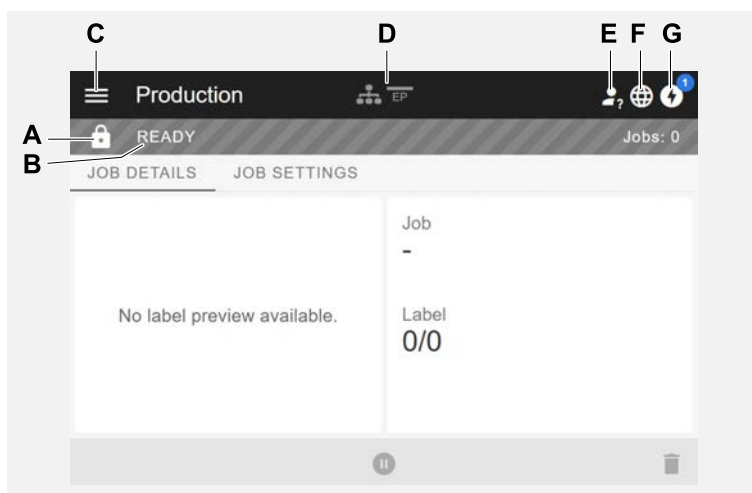 C D E F G
Production EP ? 1
A READY Jobs: 0
B
JOB DETAILS JOB SETTINGS
Job
-
No label preview available.
Label
0/0